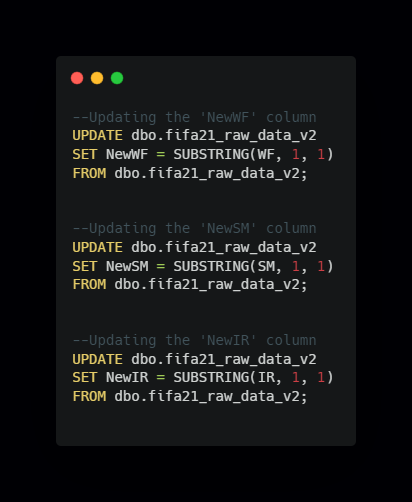 --Updating the 'NewWF' column
UPDATE dbo.fifa21_raw_data_v2
SET NewWF = SUBSTRING(WF, 1, 1)
FROM dbo.fifa21_raw_data_v2;
--Updating the 'NewSM' column
UPDATE dbo.fifa21_raw_data_v2
SET NewSM = SUBSTRING(SM, 1, 1)
FROM dbo.fifa21_raw_data_v2;
--Updating the 'NewIR' column
UPDATE dbo.fifa21_raw_data_v2
SET NewIR = SUBSTRING(IR, 1, 1)
FROM dbo.fifa21_raw_data_v2;